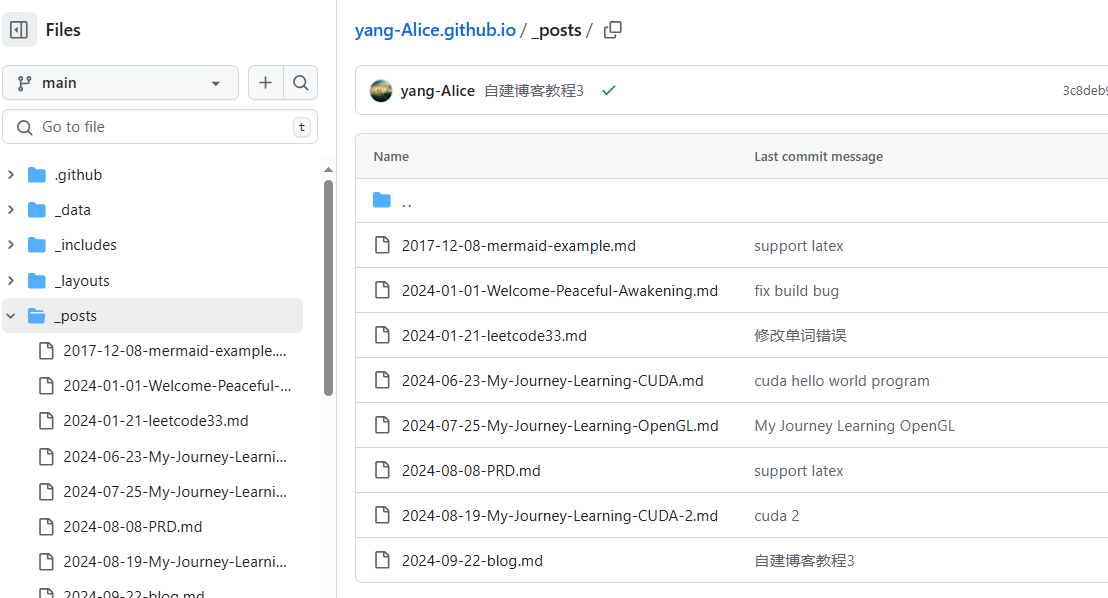 Files
main
Go to file
t
.github
_data
_includes
_layouts
_posts
2017-12-08-mermaid-example....
2024-01-01-Welcome-Peaceful-...
2024-01-21-leetcode33.md
2024-06-23-My-Journey-Learni...
2024-07-25-My-Journey-Learni...
2024-08-08-PRD.md
2024-08-19-My-Journey-Learni...
2024-09-22-blog.md
yang-Alice.github.io / _posts /
yang-Alice 自建博客教程3 3c8deb9
Name Last commit message
..
2017-12-08-mermaid-example.md support latex
2024-01-01-Welcome-Peaceful-Awakening.md fix build bug
2024-01-21-leetcode33.md 修改单词错误
2024-06-23-My-Journey-Learning-CUDA.md cuda hello world program
2024-07-25-My-Journey-Learning-OpenGL.md My Journey Learning OpenGL
2024-08-08-PRD.md support latex
2024-08-19-My-Journey-Learning-CUDA-2.md cuda 2
2024-09-22-blog.md 自建博客教程3